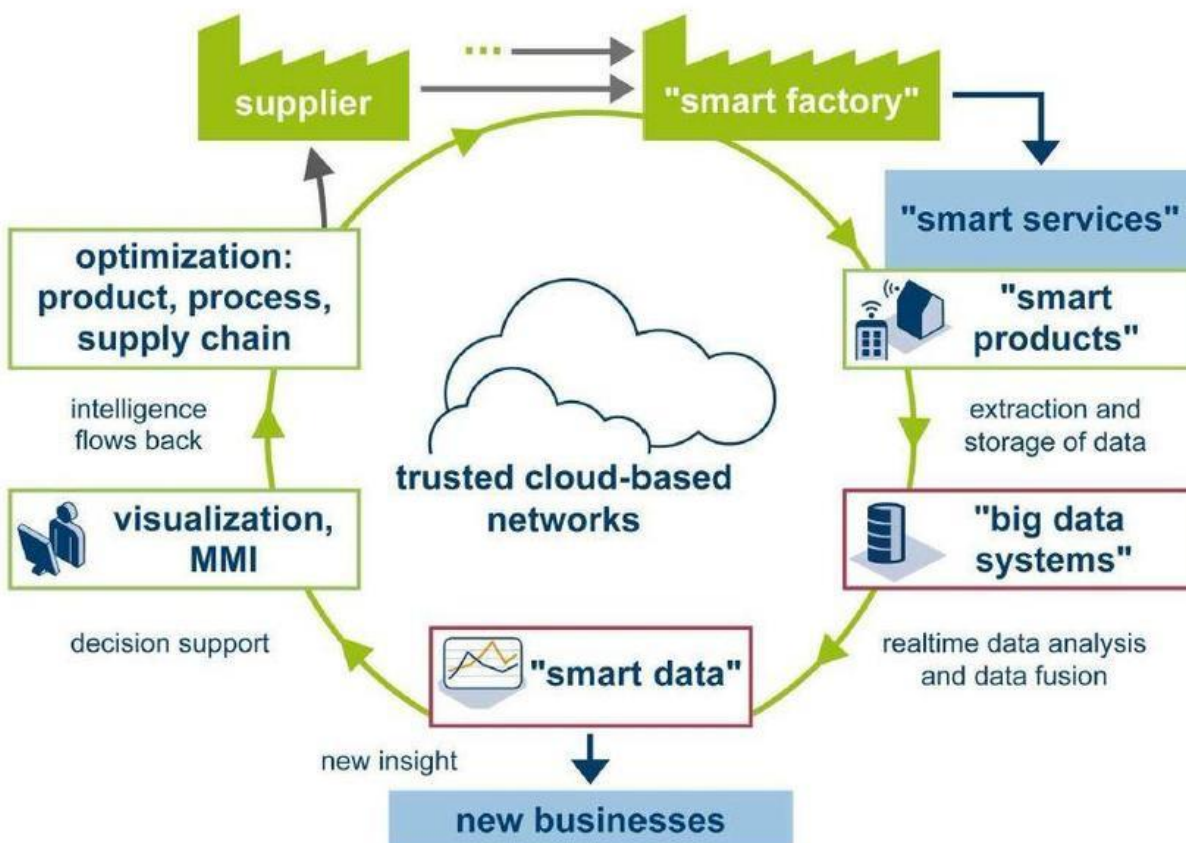 supplier
"smart factory"
"smart services"
optimization:
product, process,
supply chain
"smart
products"
intelligence
flows back
extraction and
storage of data
trusted cloud-based
networks
visualization,
MMI
"big data
systems"
decision support
"smart data"
realtime data analysis
and data fusion
new insight
new businesses